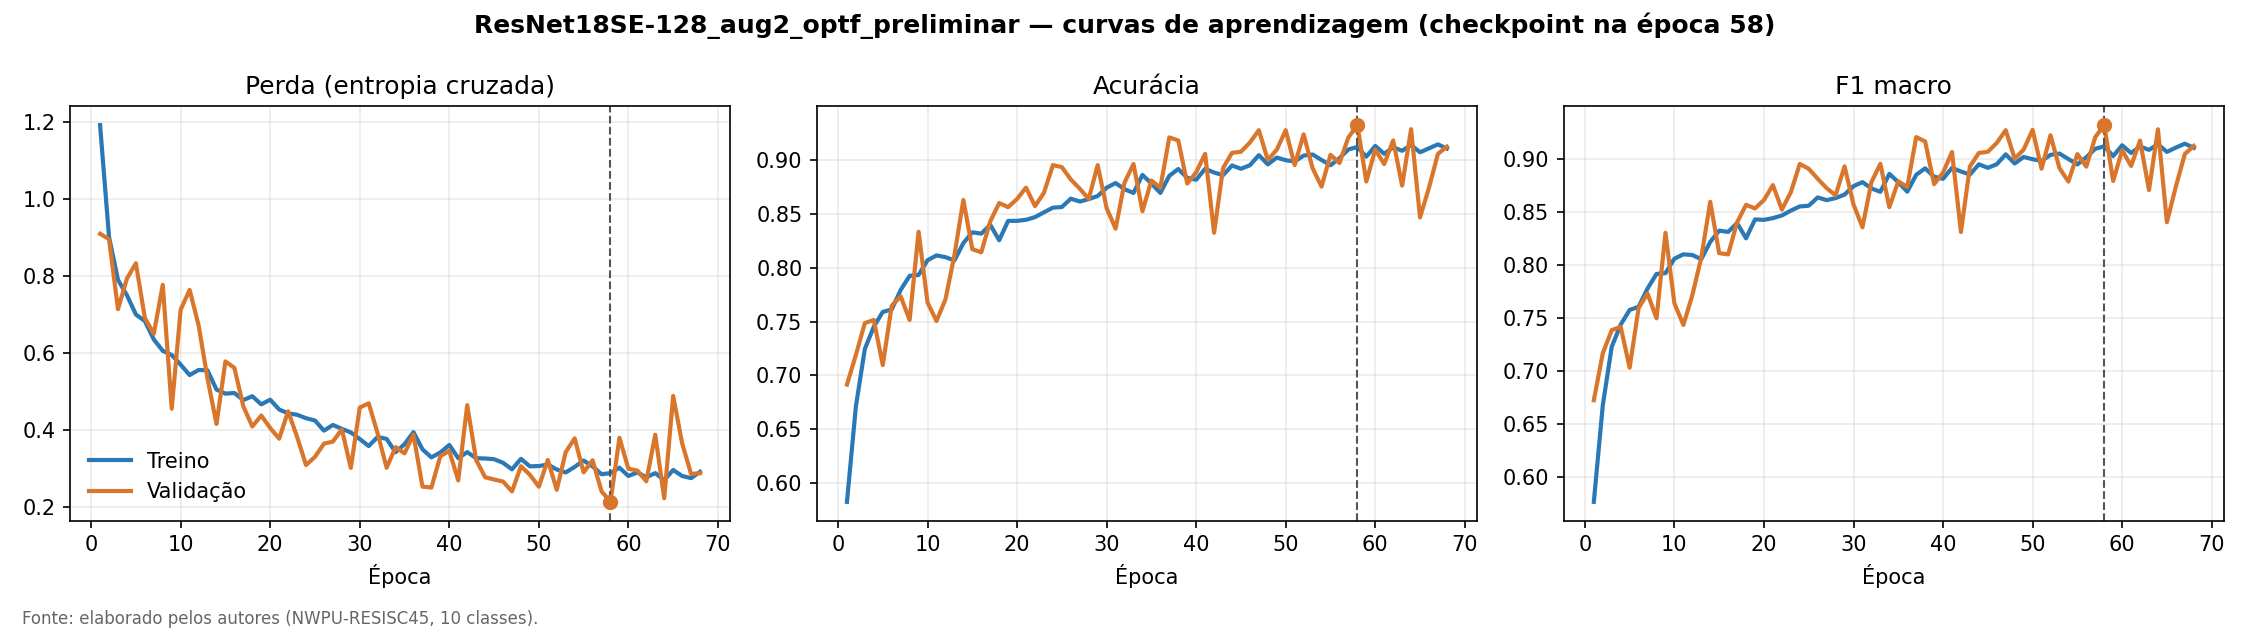 ResNet18SE-128_aug2_optf_preliminar — curvas de aprendizagem (checkpoint na época 58)
Perda (entropia cruzada)
1.2
1.0
0.8
0.6
0.4
0.2
Treino
Validação
0 10 20 30 40 50 60 70
Época
Acurácia
0.90
0.85
0.80
0.75
0.70
0.65
0.60
0 10 20 30 40 50 60 70
Época
F1 macro
0.90
0.85
0.80
0.75
0.70
0.65
0.60
0 10 20 30 40 50 60 70
Época
Fonte: elaborado pelos autores (NWPU-RESISC45, 10 classes).